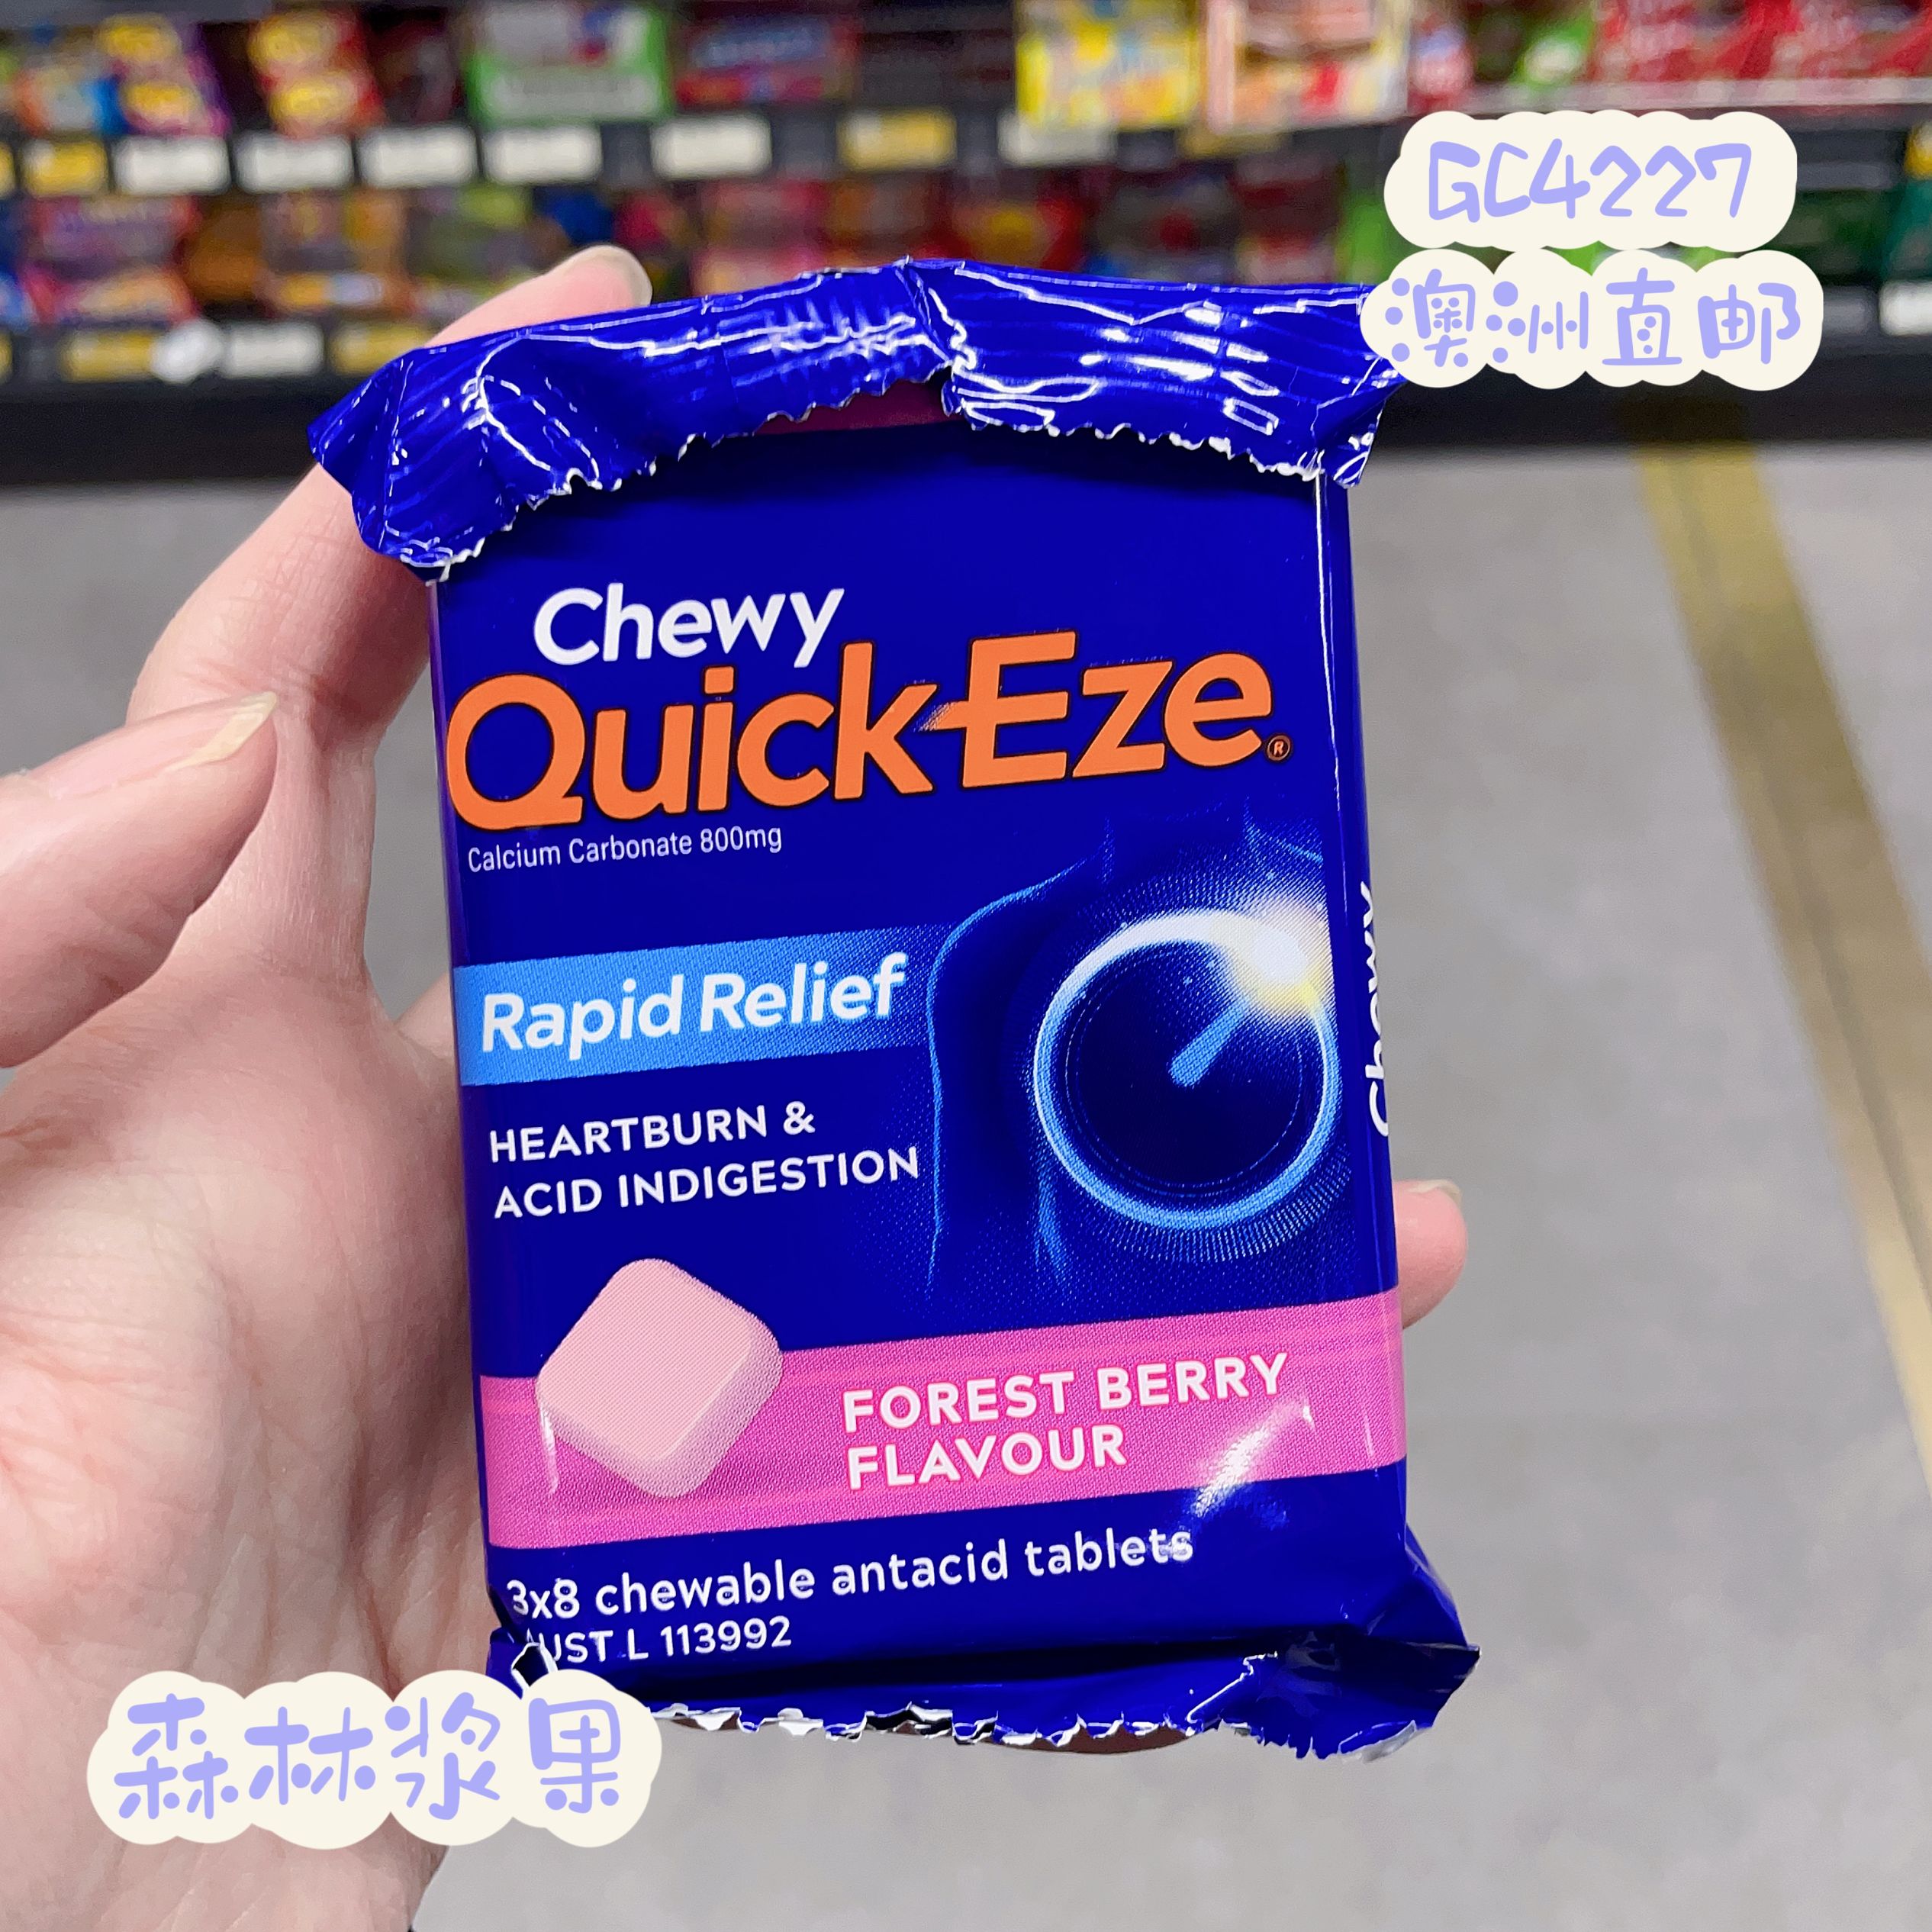 GC4227
澳洲直邮
Chewy
Quick-Eze®
Calcium Carbonate 800mg
Rapid Relief
HEARTBURN &
ACID INDIGESTION
Chewy
FOREST BERRY
FLAVOUR
3x8 chewable antacid tablets
AUST L 113992
森林浆果